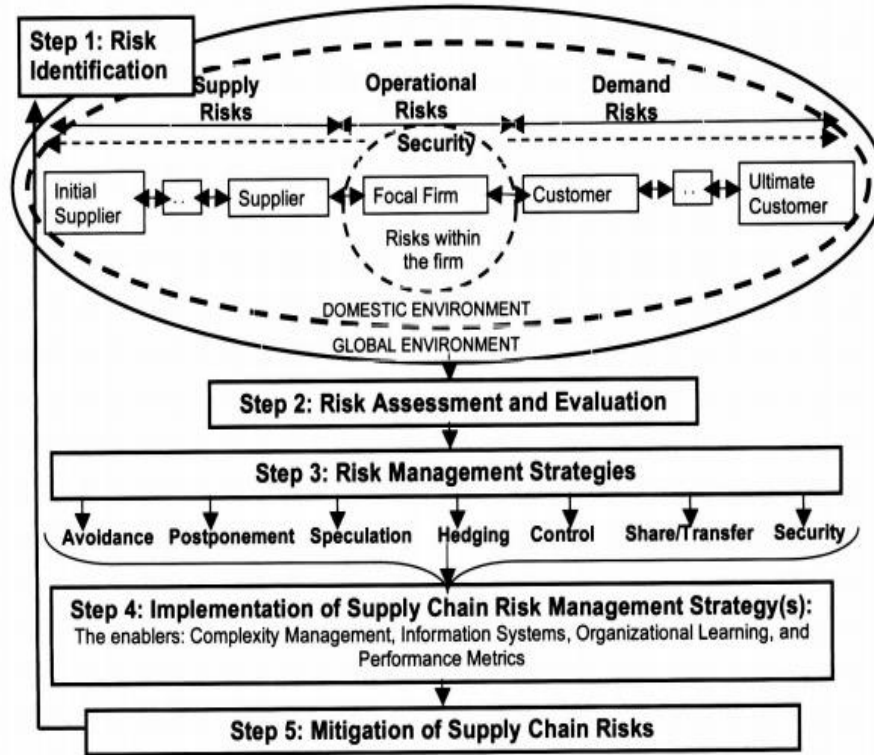 Step 1: Risk
Identification
Supply
Risks
Operational
Risks
Demand
Risks
Security
Initial
Supplier
. .
Supplier
Focal Firm
Customer
. .
Ultimate
Customer
Risks within
the firm
DOMESTIC ENVIRONMENT
GLOBAL ENVIRONMENT
Step 2: Risk Assessment and Evaluation
Step 3: Risk Management Strategies
Avoidance Postponement Speculation Hedging Control Share/Transfer Security
Step 4: Implementation of Supply Chain Risk Management Strategy(s):
The enablers: Complexity Management, Information Systems, Organizational Learning, and
Performance Metrics
Step 5: Mitigation of Supply Chain Risks